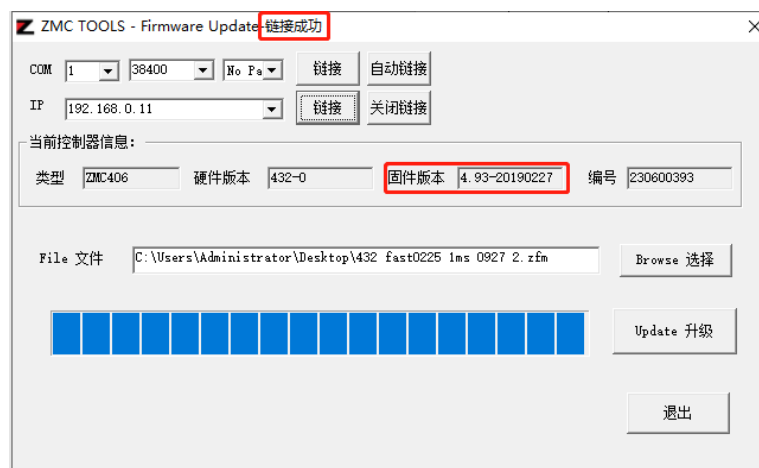 ZMC TOOLS - Firmware Update-链接成功
COM 1 38400 No Pa 链接 自动链接
IP 192.168.0.11 链接 关闭链接
当前控制器信息：
类型 ZMC406 硬件版本 432-0 固件版本 4.93-20190227 编号 230600393
File 文件 C:\Users\Administrator\Desktop\432 fast0225 1ms 0927 2.zfm Browse 选择
Update 升级
退出